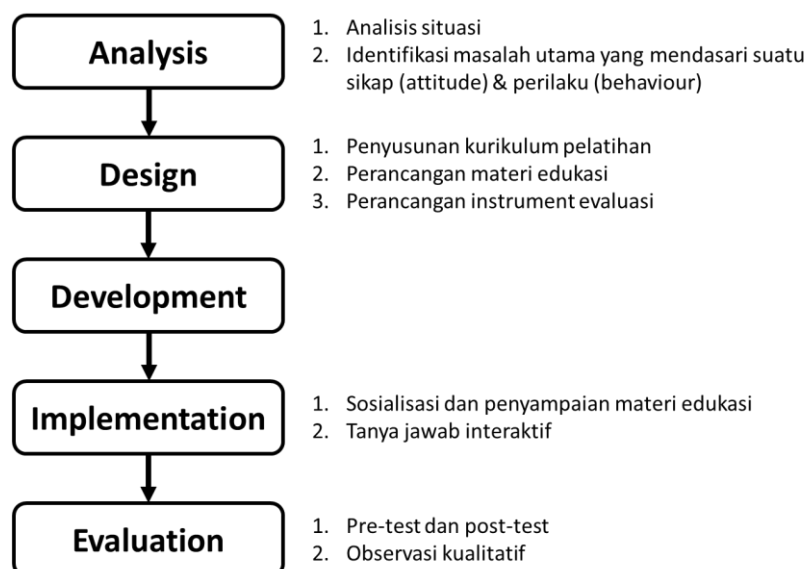 Analysis
1. Analisis situasi
2. Identifikasi masalah utama yang mendasari suatu
sikap (attitude) & perilaku (behaviour)
Design
1. Penyusunan kurikulum pelatihan
2. Perancangan materi edukasi
3. Perancangan instrument evaluasi
Development
Implementation
1. Sosialisasi dan penyampaian materi edukasi
2. Tanya jawab interaktif
Evaluation
1. Pre-test dan post-test
2. Observasi kualitatif